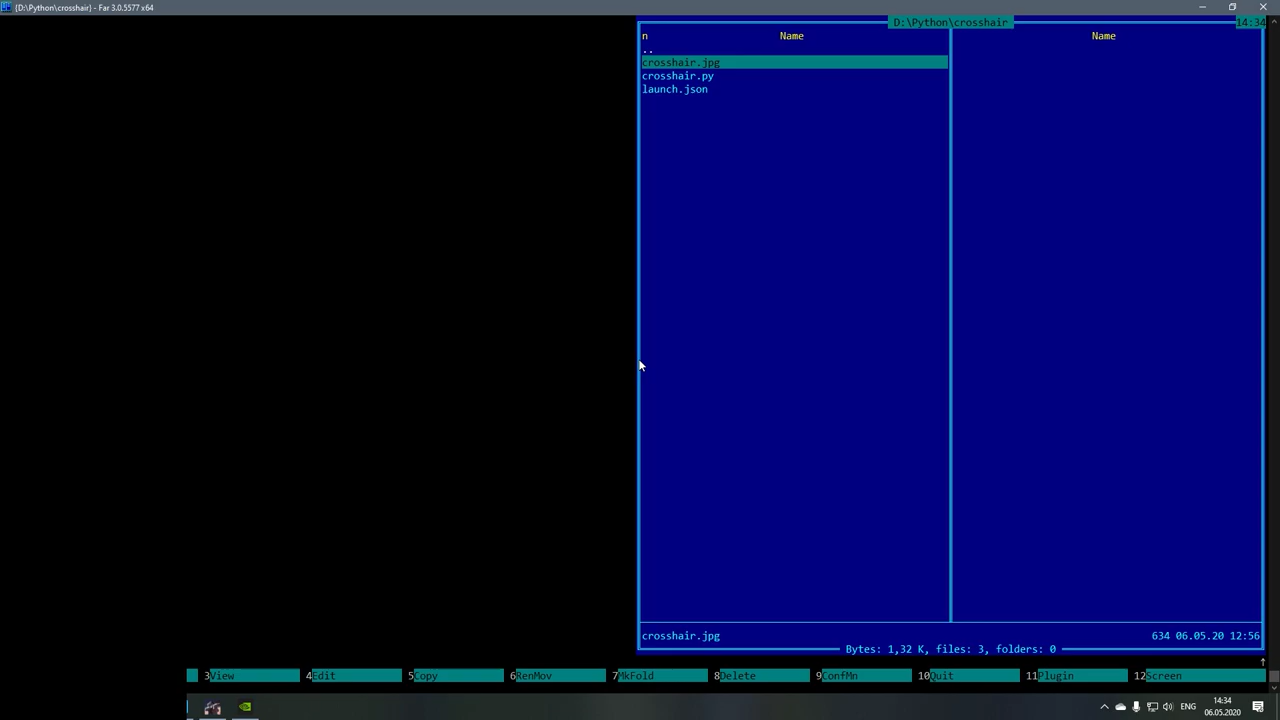 {D:\Python\crosshair} - Far 3.0.5577 x64
D:\Python\crosshair 14:34
n Name Name
..
crosshair.jpg
crosshair.py
launch.json
crosshair.jpg 634 06.05.20 12:56
Bytes: 1,32 K, files: 3, folders: 0
3View 4Edit 5Copy 6RenMov 7MkFold 8Delete 9ConfMn 10Quit 11Plugin 12Screen
ENG 14:34
06.05.2020